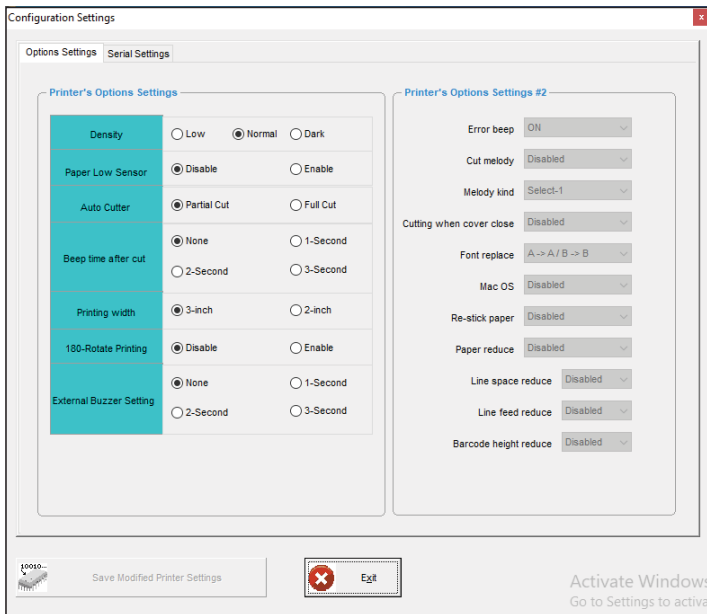 Configuration Settings
x
Options Settings Serial Settings
Printer's Options Settings
Density Low Normal Dark
Paper Low Sensor Disable Enable
Auto Cutter Partial Cut Full Cut
Beep time after cut None 1-Second
2-Second 3-Second
Printing width 3-inch 2-inch
180-Rotate Printing Disable Enable
External Buzzer Setting None 1-Second
2-Second 3-Second
Printer's Options Settings #2
Error beep ON
Cut melody Disabled
Melody kind Select-1
Cutting when cover close Disabled
Font replace A -> A / B -> B
Mac OS Disabled
Re-stick paper Disabled
Paper reduce Disabled
Line space reduce Disabled
Line feed reduce Disabled
Barcode height reduce Disabled
10010--
Save Modified Printer Settings
Exit
Activate Windows
Go to Settings to activa